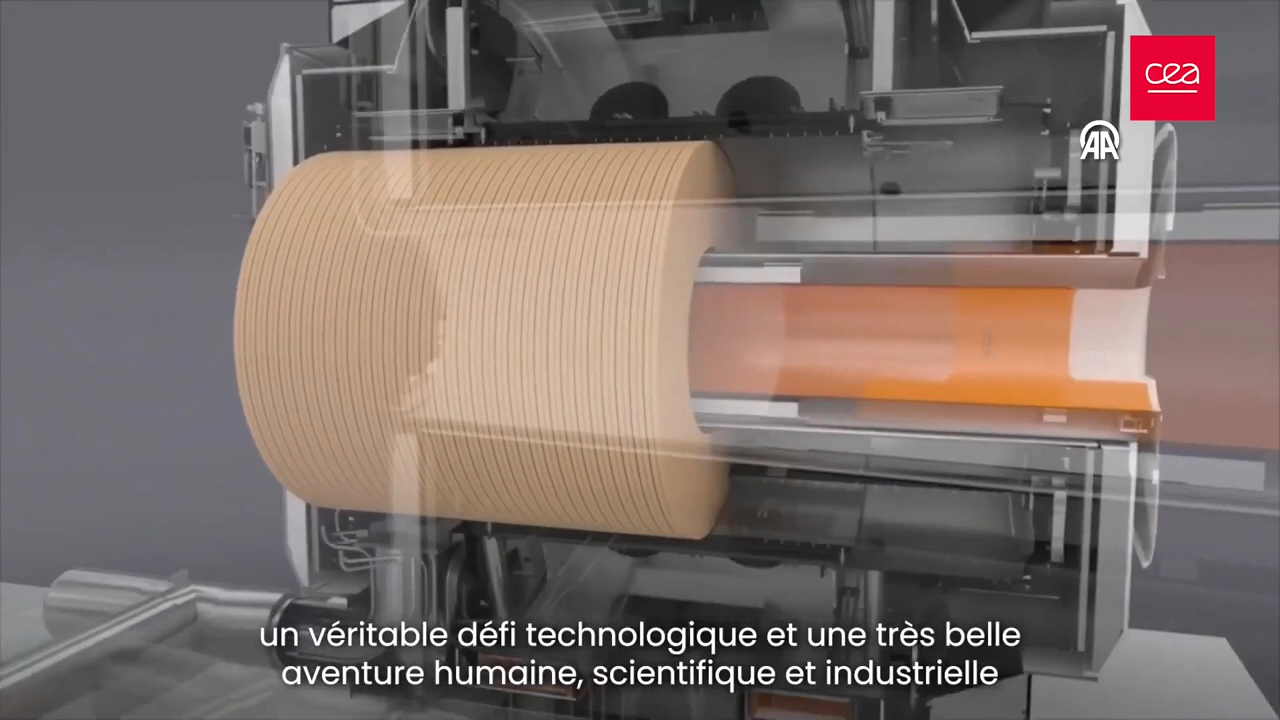 cea
AA
un véritable défi technologique et une très belle
aventure humaine, scientifique et industrielle